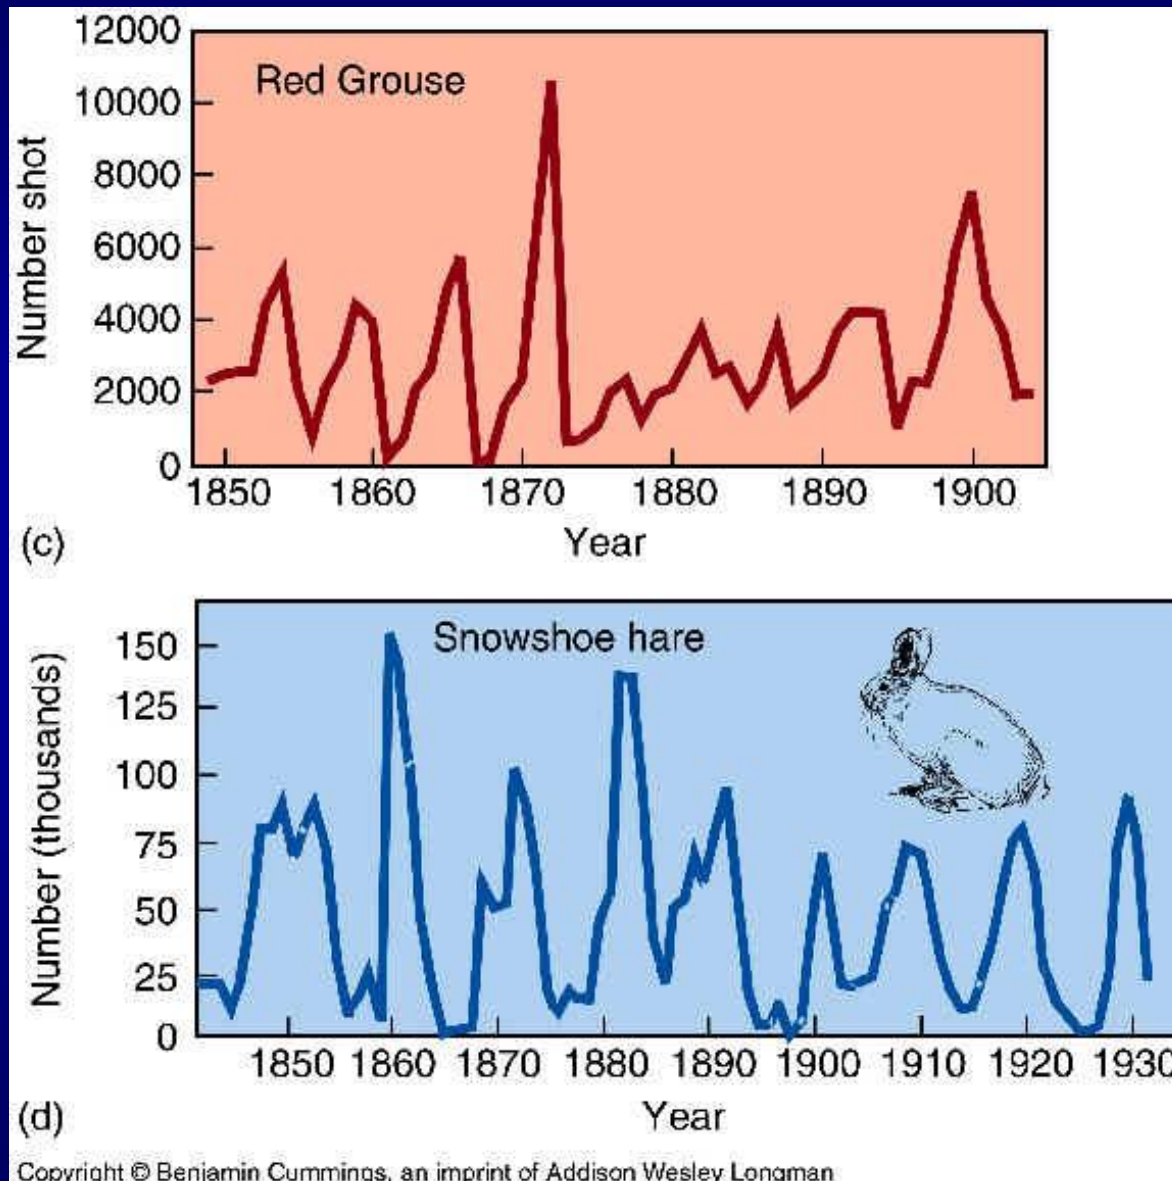 12000
10000
8000
6000
4000
2000
0
Number shot
Red Grouse
1850 1860 1870 1880 1890 1900
Year
(c)
150
125
100
75
50
25
0
Number (thousands)
Snowshoe hare
1850 1860 1870 1880 1890 1900 1910 1920 1930
Year
(d)
Copyright © Benjamin Cummings, an imprint of Addison Wesley Longman